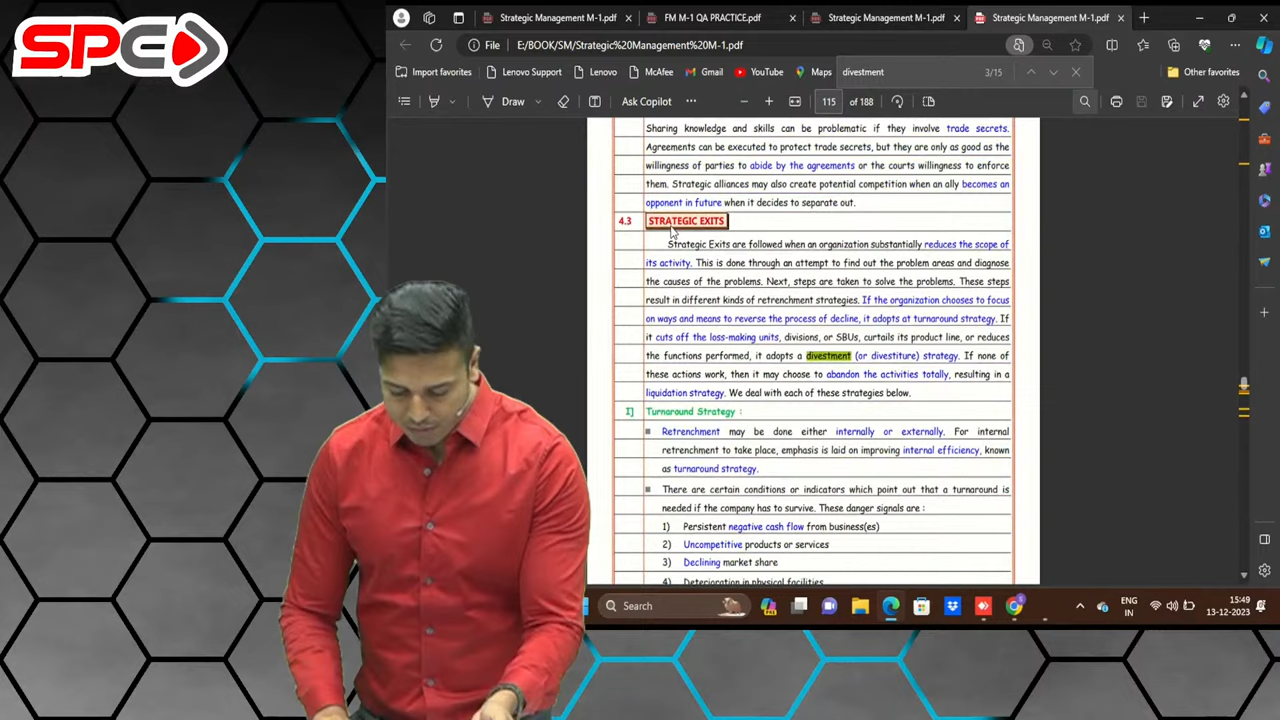 SPC
Strategic Management M-1.pdf
FM M-1 QA PRACTICE.pdf
Strategic Management M-1.pdf
Strategic Management M-1.pdf
File
E:/BOOK/SM/Strategic%20Management%20M-1.pdf
Import favorites
Lenovo Support
Lenovo
McAfee
Gmail
YouTube
Maps
divestment
3/15
Other favorites
Draw
Ask Copilot
115 of 188
Sharing knowledge and skills can be problematic if they involve trade secrets.
Agreements can be executed to protect trade secrets, but they are only as good as the
willingness of parties to abide by the agreements or the courts willingness to enforce
them. Strategic alliances may also create potential competition when an ally becomes an
opponent in future when it decides to separate out.
4.3 STRATEGIC EXITS
Strategic Exits are followed when an organization substantially reduces the scope of
its activity. This is done through an attempt to find out the problem areas and diagnose
the causes of the problems. Next, steps are taken to solve the problems. These steps
result in different kinds of retrenchment strategies. If the organization chooses to focus
on ways and means to reverse the process of decline, it adopts at turnaround strategy. If
it cuts off the loss-making units, divisions, or SBUs, curtails its product line, or reduces
the functions performed, it adopts a divestment (or divestiture) strategy. If none of
these actions work, then it may choose to abandon the activities totally, resulting in a
liquidation strategy. We deal with each of these strategies below.
I] Turnaround Strategy :
Retrenchment may be done either internally or externally. For internal
retrenchment to take place, emphasis is laid on improving internal efficiency, known
as turnaround strategy.
There are certain conditions or indicators which point out that a turnaround is
needed if the company has to survive. These danger signals are :
1) Persistent negative cash flow from business(es)
2) Uncompetitive products or services
3) Declining market share
4) Deterioration in physical facilities
Search
ENG
IN
15:49
13-12-2023